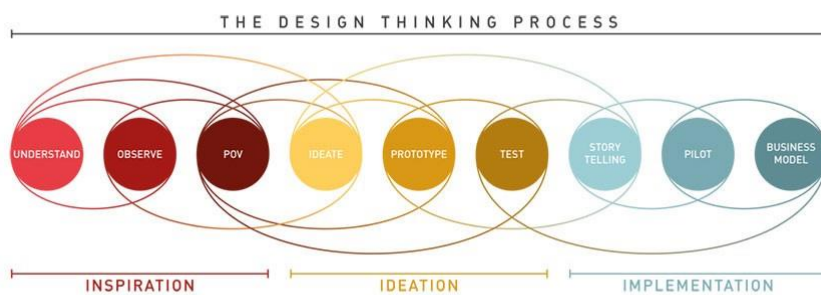 THE DESIGN THINKING PROCESS
UNDERSTAND
OBSERVE
POV
IDEATE
PROTOTYPE
TEST
STORY
TELLING
PILOT
BUSINESS
MODEL
INSPIRATION
IDEATION
IMPLEMENTATION